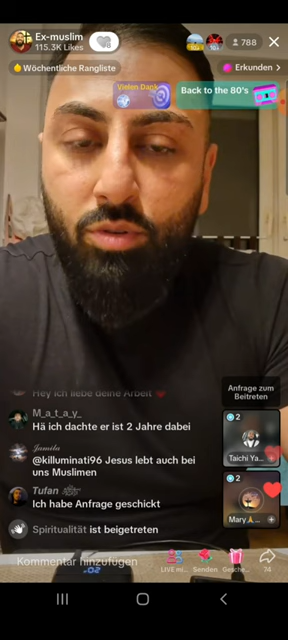 Ex-muslim
115.3K Likes
788
Wöchentliche Rangliste
Erkunden >
Vielen Dank
Back to the 80's
Hey ich liebe deine Arbeit
Anfrage zum
Beitreten
M_a_t_a_y_
Hä ich dachte er ist 2 Jahre dabei
2
Taichi Ya...
Jamila
@killuminati96 Jesus lebt auch bei
uns Muslimen
2
Mary🙏...
Tufan
Ich habe Anfrage geschickt
Spiritualität ist beigetreten
Kommentar hinzufügen
LIVE mi...
Senden
Gesche...
74